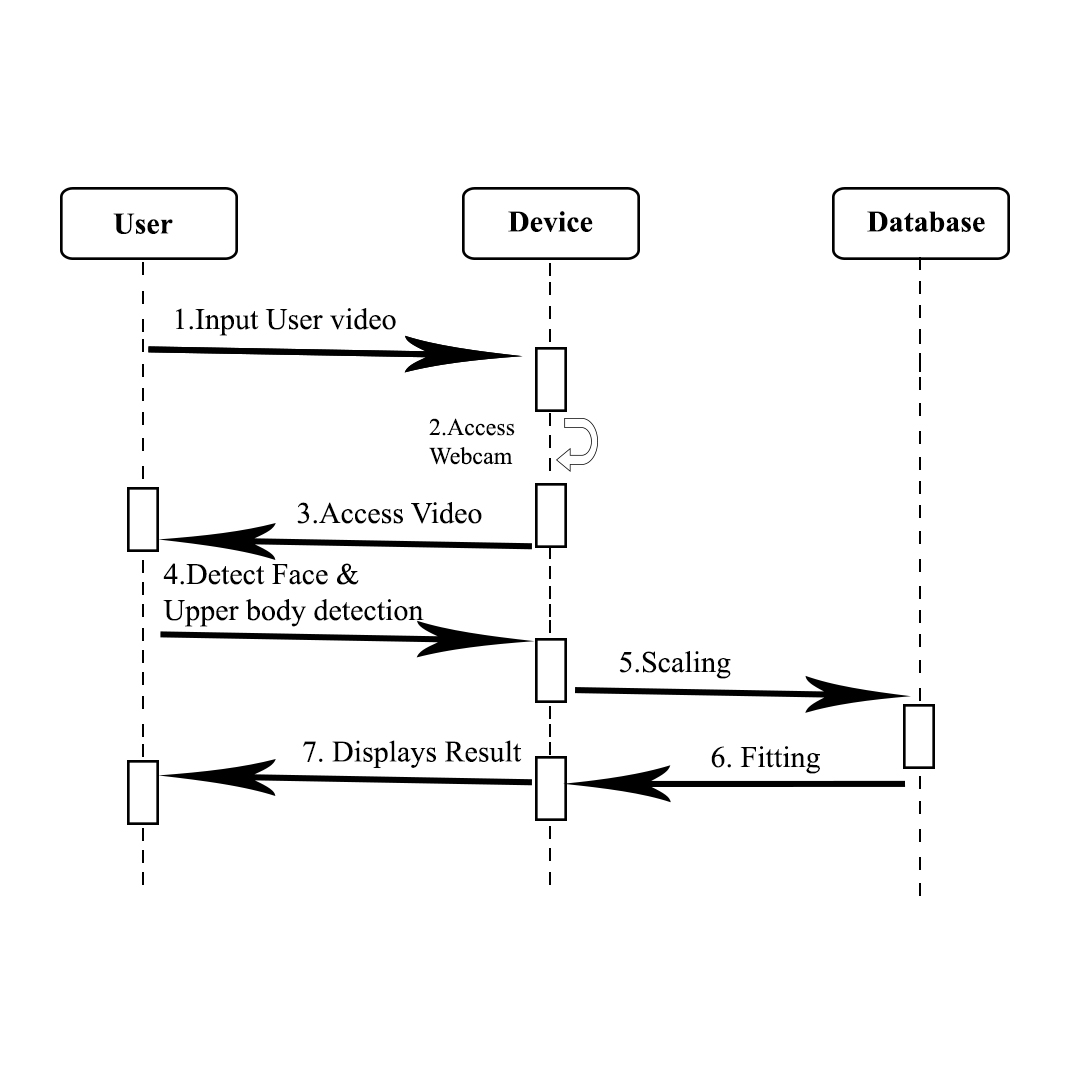 User
Device
Database
1.Input User video
2.Access
Webcam
3.Access Video
4.Detect Face &
Upper body detection
5.Scaling
6. Fitting
7. Displays Result